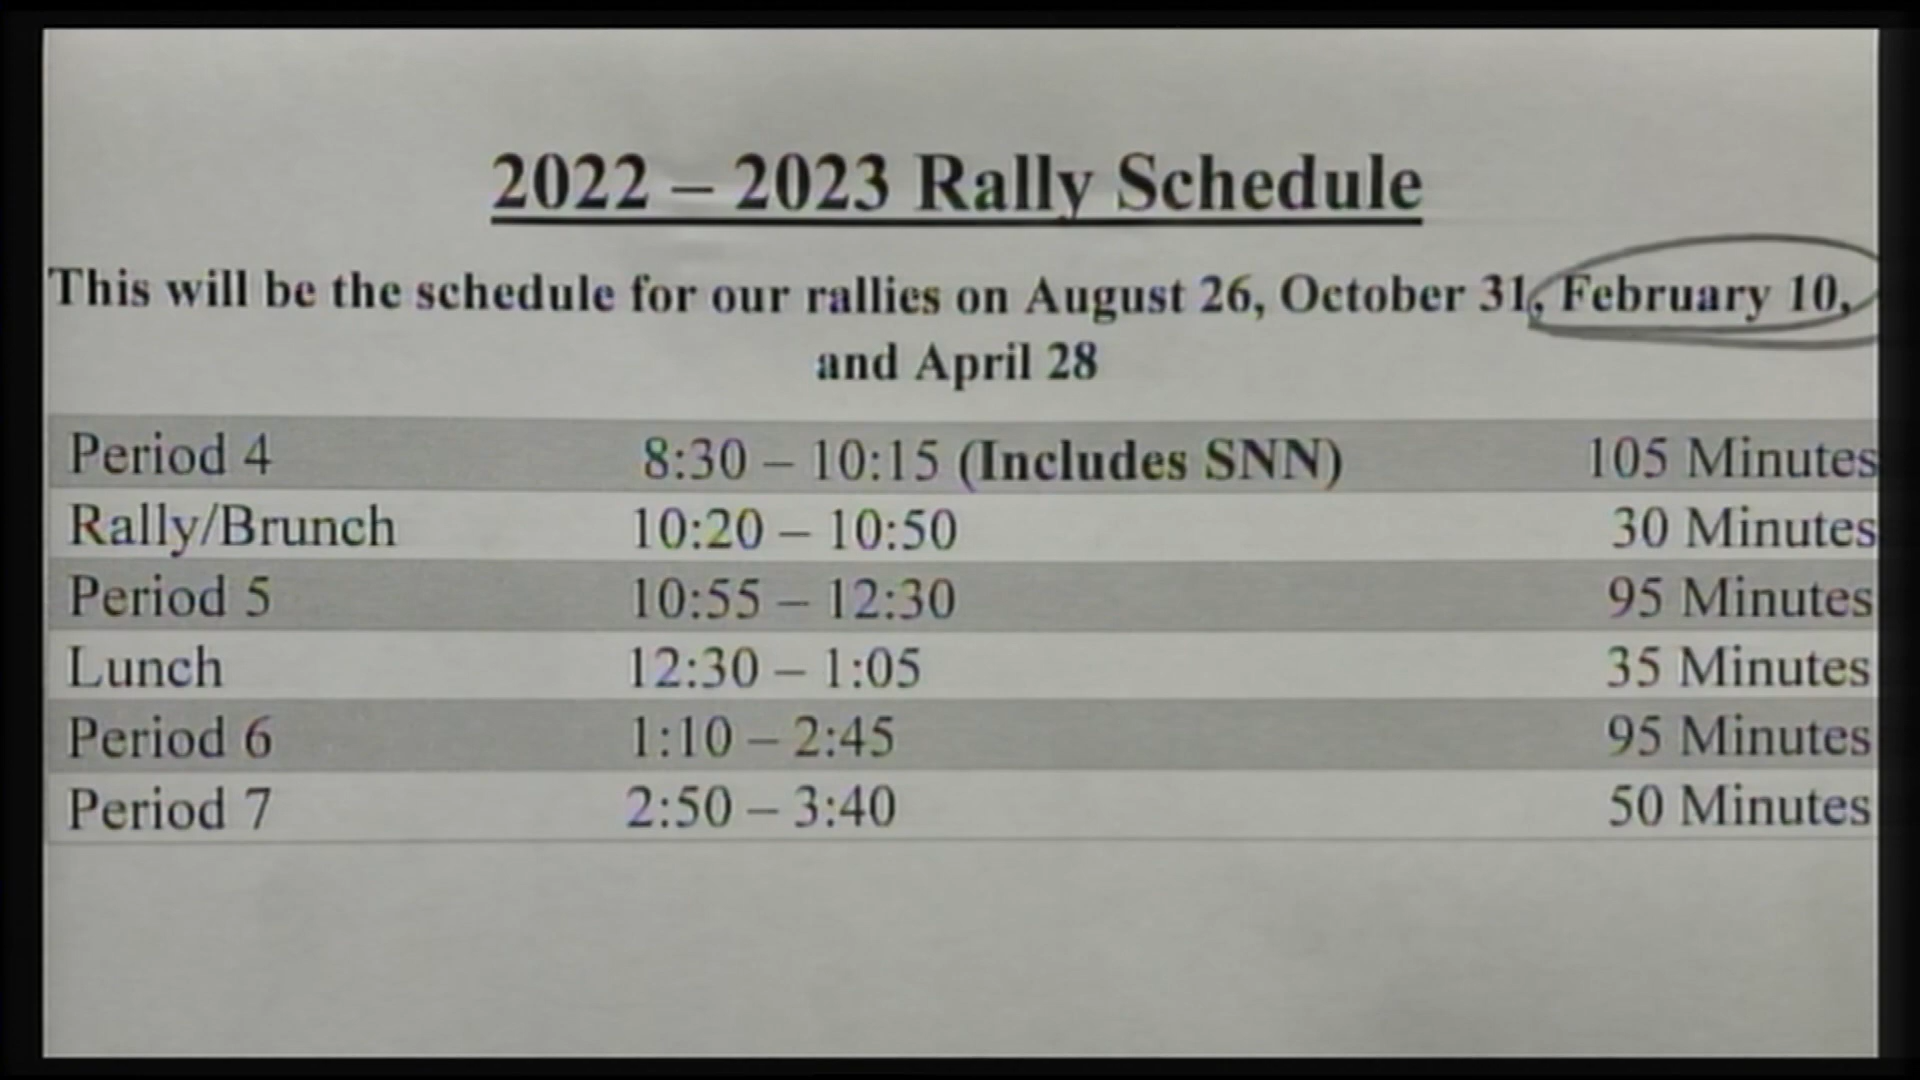 2022 – 2023 Rally Schedule
This will be the schedule for our rallies on August 26, October 31, February 10,
and April 28
Period 4 8:30 – 10:15 (Includes SNN) 105 Minutes
Rally/Brunch 10:20 – 10:50 30 Minutes
Period 5 10:55 – 12:30 95 Minutes
Lunch 12:30 – 1:05 35 Minutes
Period 6 1:10 – 2:45 95 Minutes
Period 7 2:50 – 3:40 50 Minutes